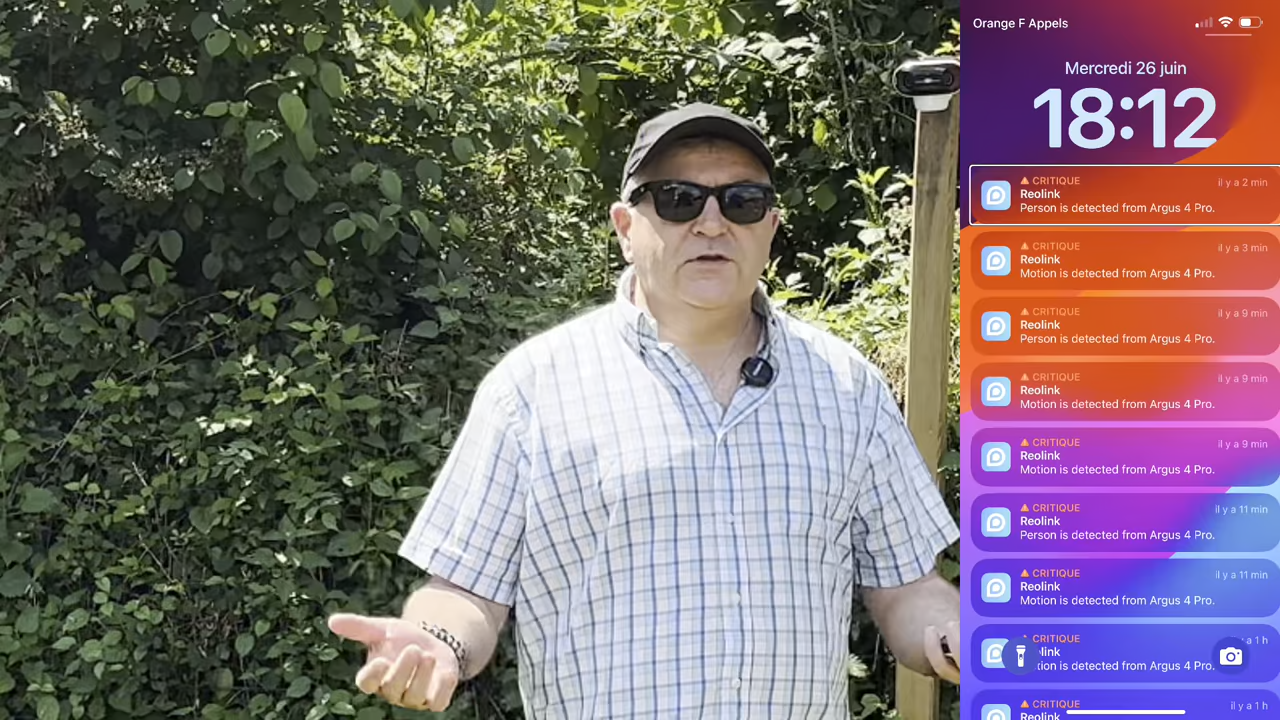 Orange F Appels
Mercredi 26 juin
18:12
CRITIQUE
il y a 2 min
Reolink
Person is detected from Argus 4 Pro.
CRITIQUE
il y a 3 min
Reolink
Motion is detected from Argus 4 Pro.
CRITIQUE
il y a 9 min
Reolink
Person is detected from Argus 4 Pro.
CRITIQUE
il y a 9 min
Reolink
Motion is detected from Argus 4 Pro.
CRITIQUE
il y a 9 min
Reolink
Motion is detected from Argus 4 Pro.
CRITIQUE
il y a 11 min
Reolink
Person is detected from Argus 4 Pro.
CRITIQUE
il y a 11 min
Reolink
Motion is detected from Argus 4 Pro.
CRITIQUE
a 1 h
is detected from Argus 4 Pro.
CRITIQUE
il y a 1 h
Reolink